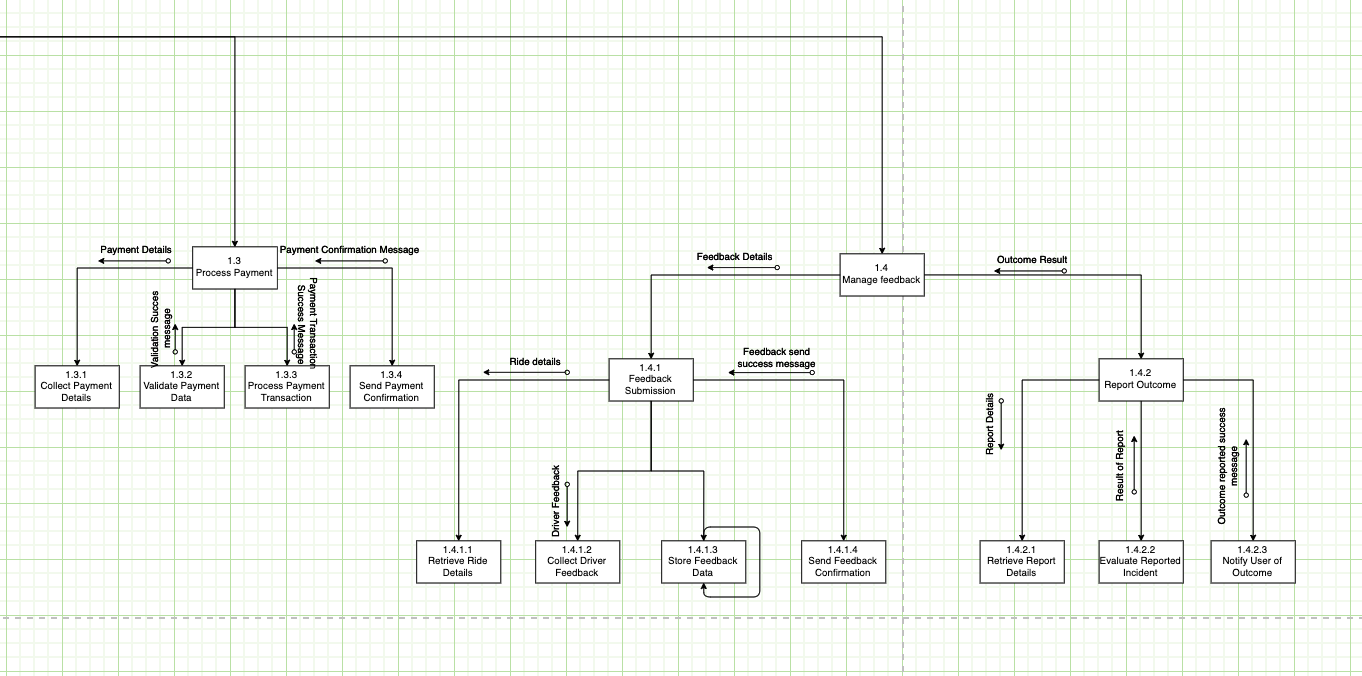 Payment Details
1.3
Process Payment
Payment Confirmation Message
Validation Succes
message
Payment Transaction
Success Message
1.3.1
Collect Payment
Details
1.3.2
Validate Payment
Data
1.3.3
Process Payment
Transaction
1.3.4
Send Payment
Confirmation
Feedback Details
1.4
Manage feedback
Outcome Result
Ride details
1.4.1
Feedback
Submission
Feedback send
success message
1.4.2
Report Outcome
Driver Feedback
Report Details
Result of Report
Outcome reported success
message
1.4.1.1
Retrieve Ride
Details
1.4.1.2
Collect Driver
Feedback
1.4.1.3
Store Feedback
Data
1.4.1.4
Send Feedback
Confirmation
1.4.2.1
Retrieve Report
Details
1.4.2.2
Evaluate Reported
Incident
1.4.2.3
Notify User of
Outcome